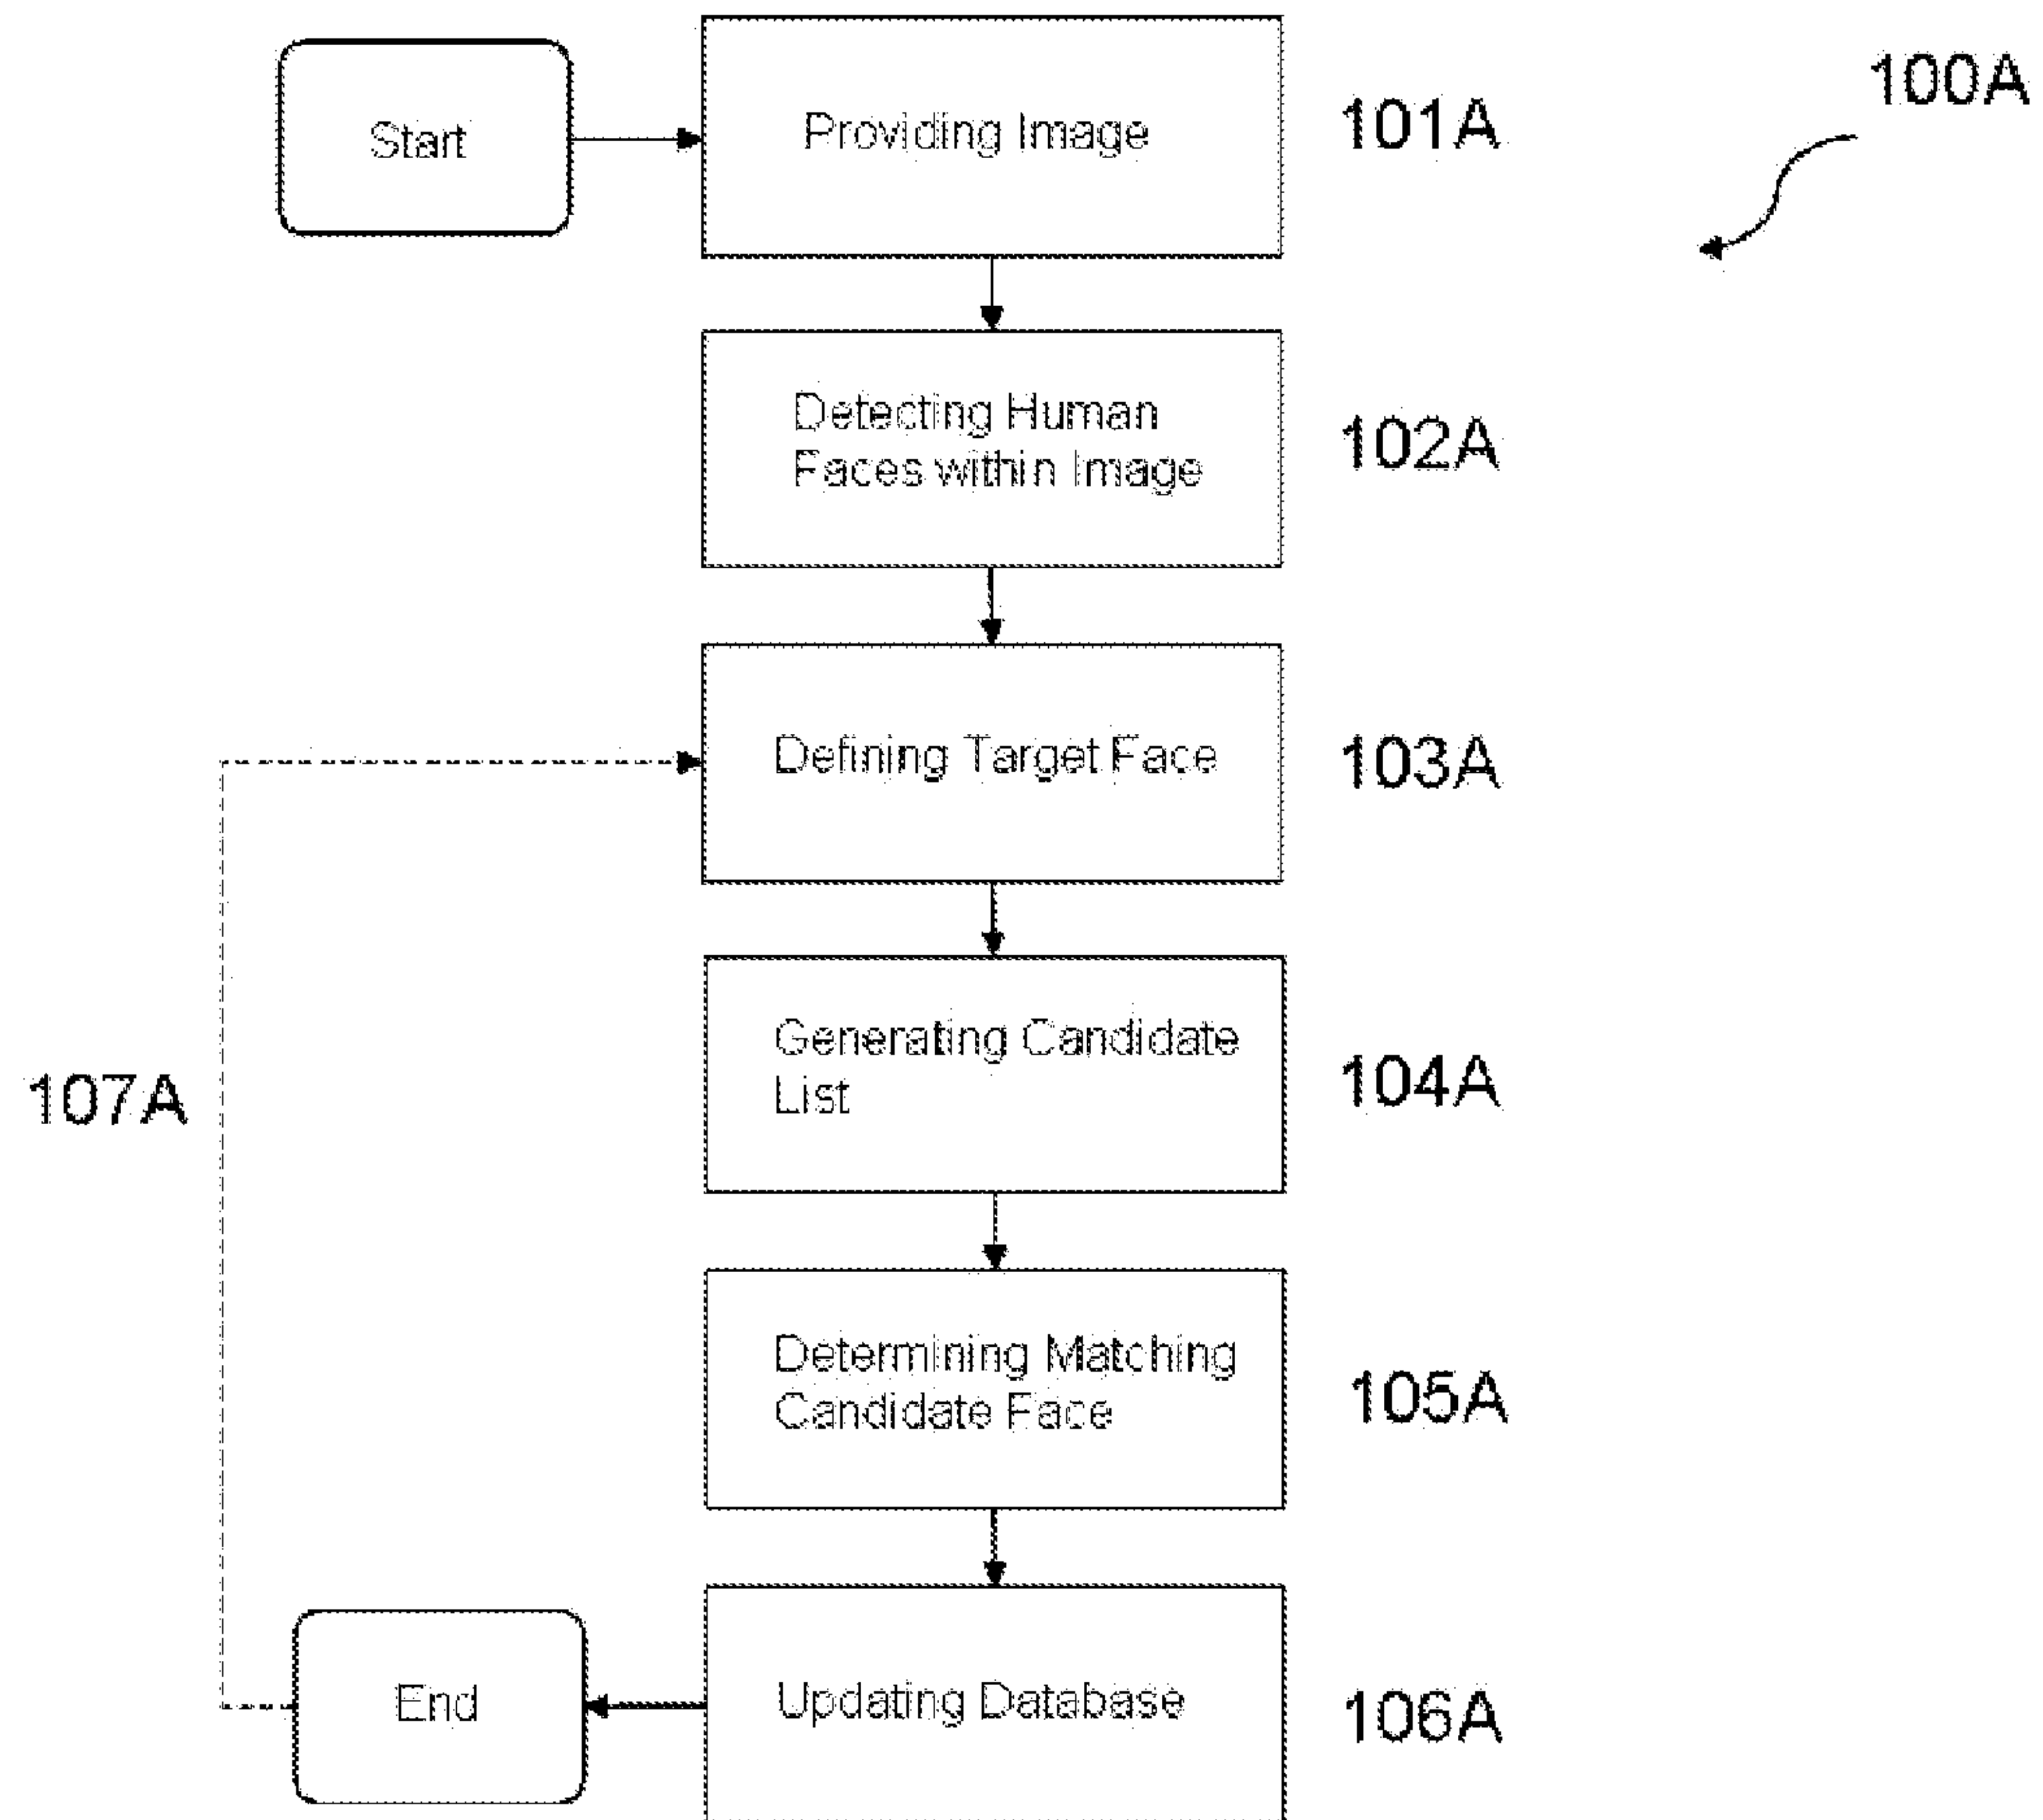 100A
Start
Providing Image
101A
Detecting Human
Faces within Image
102A
Defining Target Face
103A
Generating Candidate
List
104A
107A
Determining Matching
Candidate Face
105A
End
Updating Database
106A